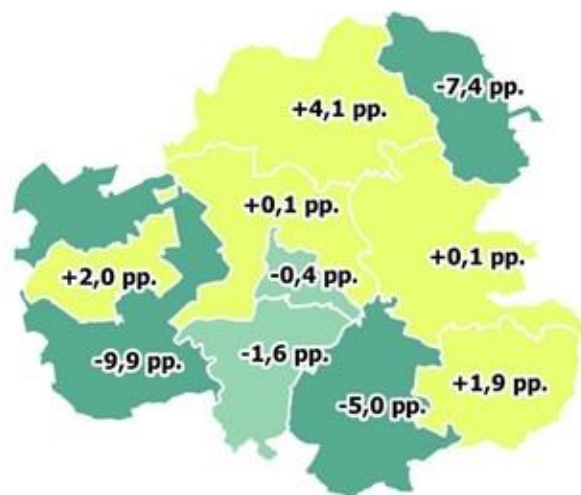 -7,4 pp.
+4,1 pp.
+0,1 pp.
+0,1 pp.
-0,4 pp.
+2,0 pp.
-1,6 pp.
-9,9 pp.
+1,9 pp.
-5,0 pp.